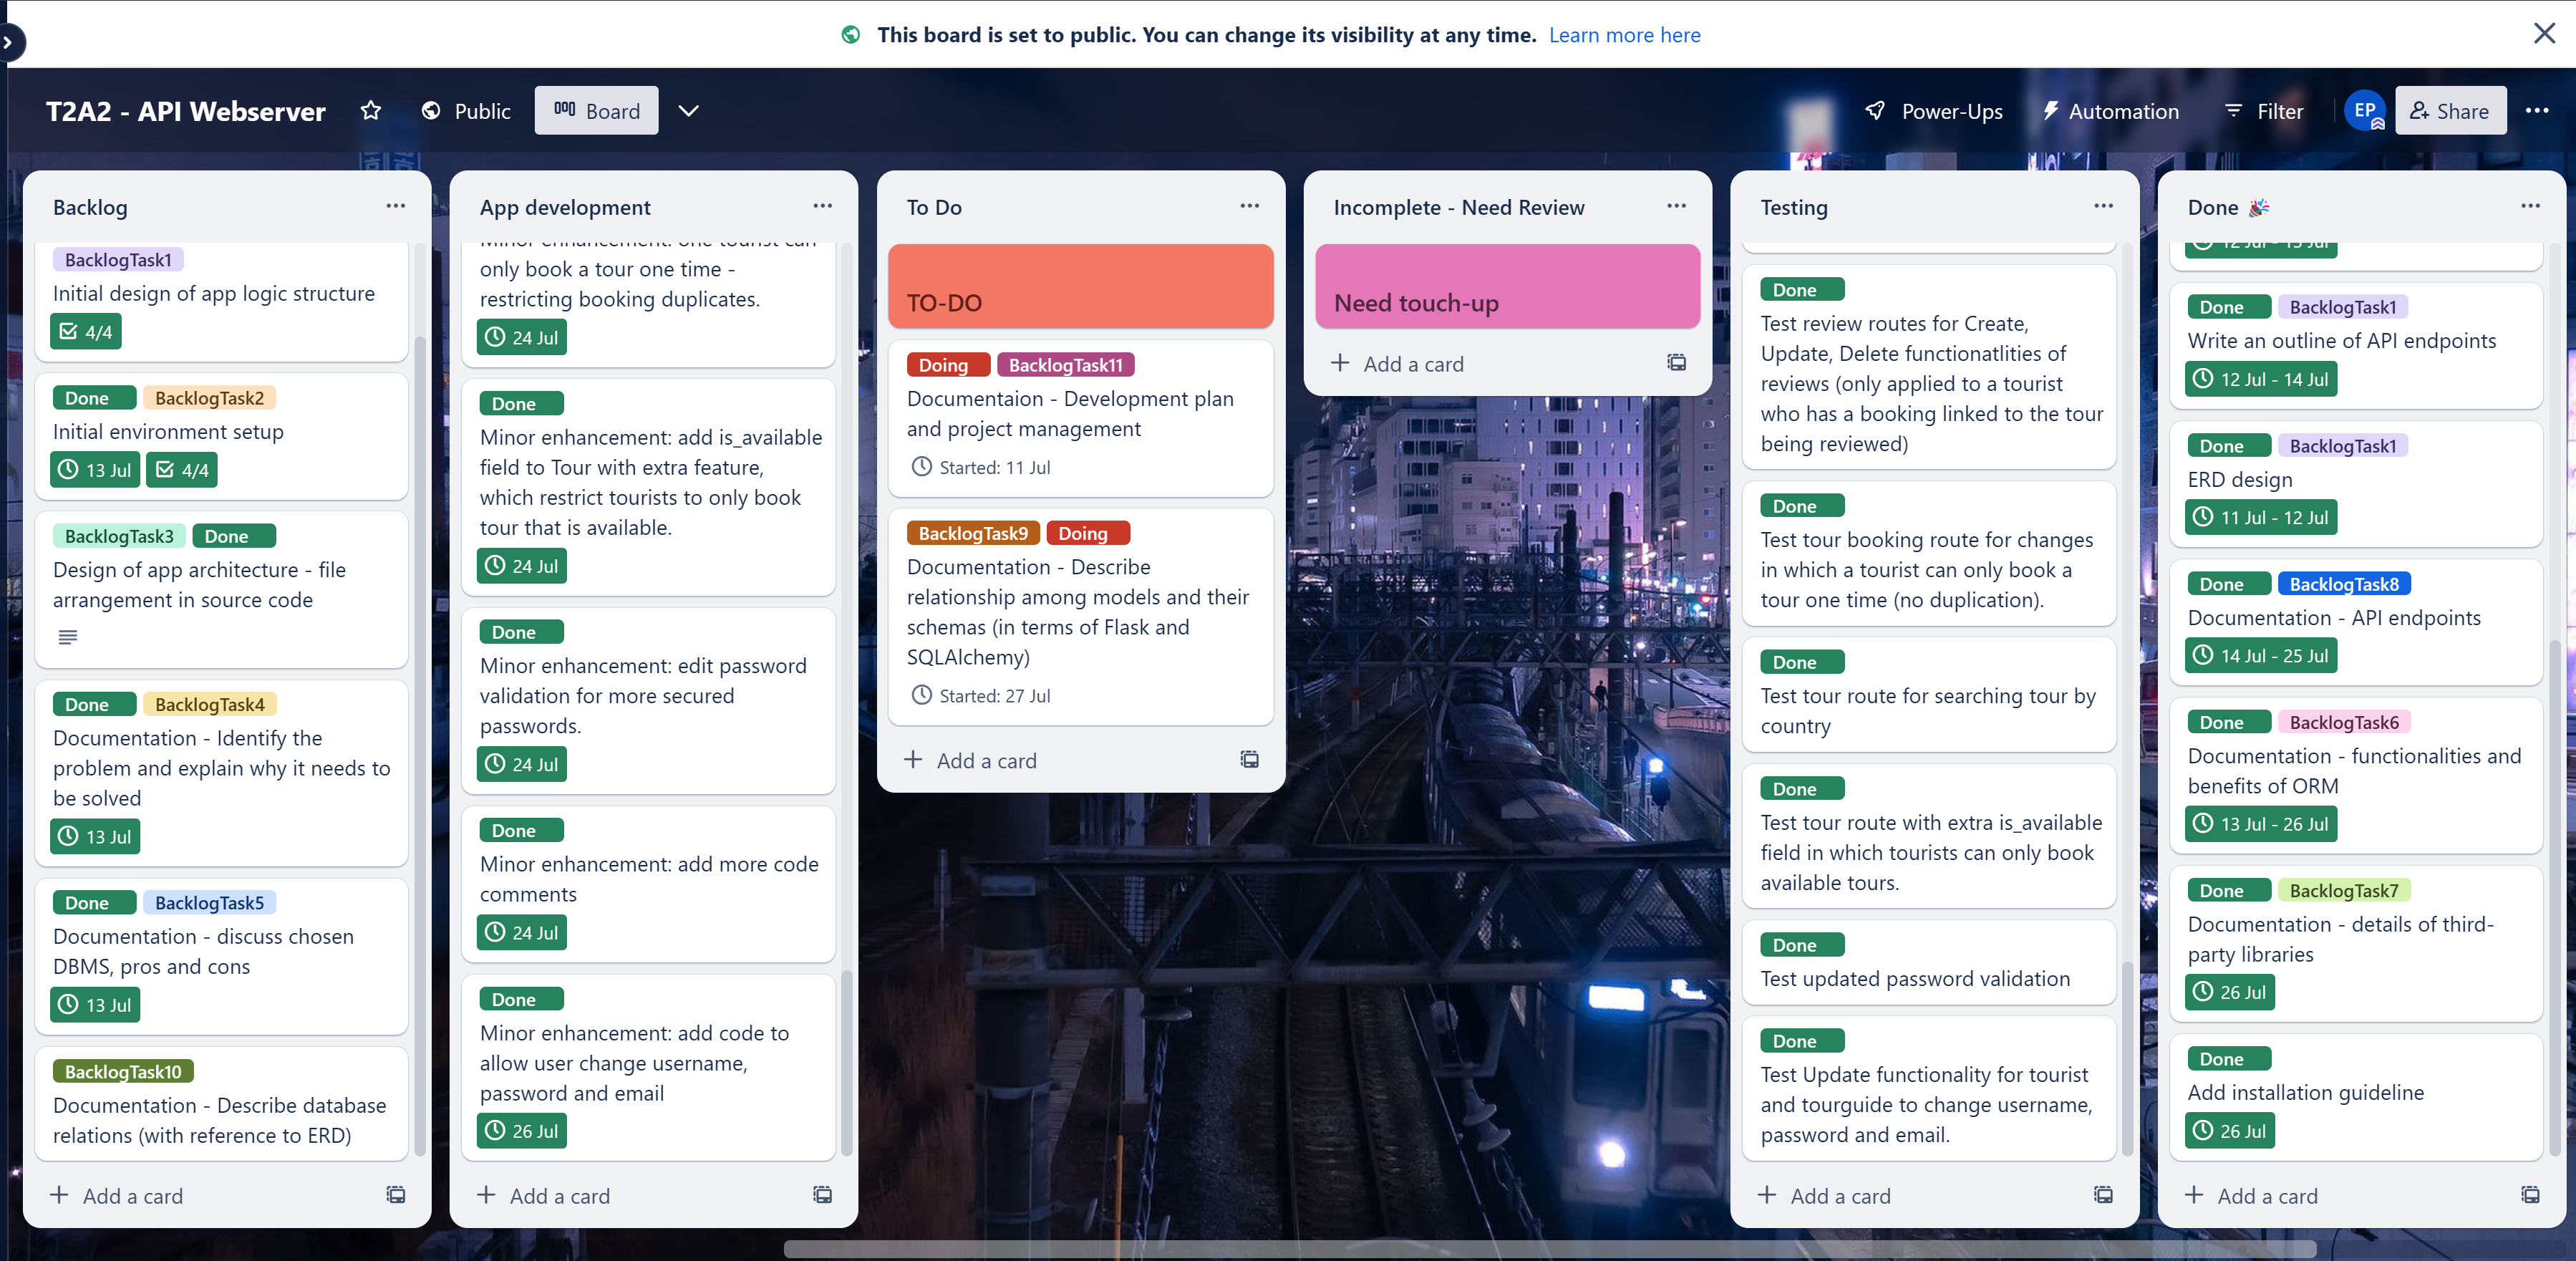 This board is set to public. You can change its visibility at any time. Learn more here
T2A2 - API Webserver
Public
Board
Power-Ups
Automation
Filter
EP
Share
Backlog
BacklogTask1
Initial design of app logic structure
4/4
Done BacklogTask2
Initial environment setup
13 Jul 4/4
BacklogTask3 Done
Design of app architecture - file
arrangement in source code
Done BacklogTask4
Documentation - Identify the
problem and explain why it needs to
be solved
13 Jul
Done BacklogTask5
Documentation - discuss chosen
DBMS, pros and cons
13 Jul
BacklogTask10
Documentation - Describe database
relations (with reference to ERD)
Add a card
App development
Minor enhancement: one tourist can
only book a tour one time -
restricting booking duplicates.
24 Jul
Done
Minor enhancement: add is_available
field to Tour with extra feature,
which restrict tourists to only book
tour that is available.
24 Jul
Done
Minor enhancement: edit password
validation for more secured
passwords.
24 Jul
Done
Minor enhancement: add more code
comments
24 Jul
Done
Minor enhancement: add code to
allow user change username,
password and email
26 Jul
Add a card
To Do
TO-DO
Doing BacklogTask11
Documentaion - Development plan
and project management
Started: 11 Jul
BacklogTask9 Doing
Documentation - Describe
relationship among models and their
schemas (in terms of Flask and
SQLAlchemy)
Started: 27 Jul
Add a card
Incomplete - Need Review
Need touch-up
Add a card
Testing
Done
Test review routes for Create,
Update, Delete functionatlities of
reviews (only applied to a tourist
who has a booking linked to the tour
being reviewed)
Done
Test tour booking route for changes
in which a tourist can only book a
tour one time (no duplication).
Done
Test tour route for searching tour by
country
Done
Test tour route with extra is_available
field in which tourists can only book
available tours.
Done
Test updated password validation
Done
Test Update functionality for tourist
and tourguide to change username,
password and email.
Add a card
Done 🎉
12 Jul - 13 Jul
Done BacklogTask1
Write an outline of API endpoints
12 Jul - 14 Jul
Done BacklogTask1
ERD design
11 Jul - 12 Jul
Done BacklogTask8
Documentation - API endpoints
14 Jul - 25 Jul
Done BacklogTask6
Documentation - functionalities and
benefits of ORM
13 Jul - 26 Jul
Done BacklogTask7
Documentation - details of third-
party libraries
26 Jul
Done
Add installation guideline
26 Jul
Add a card